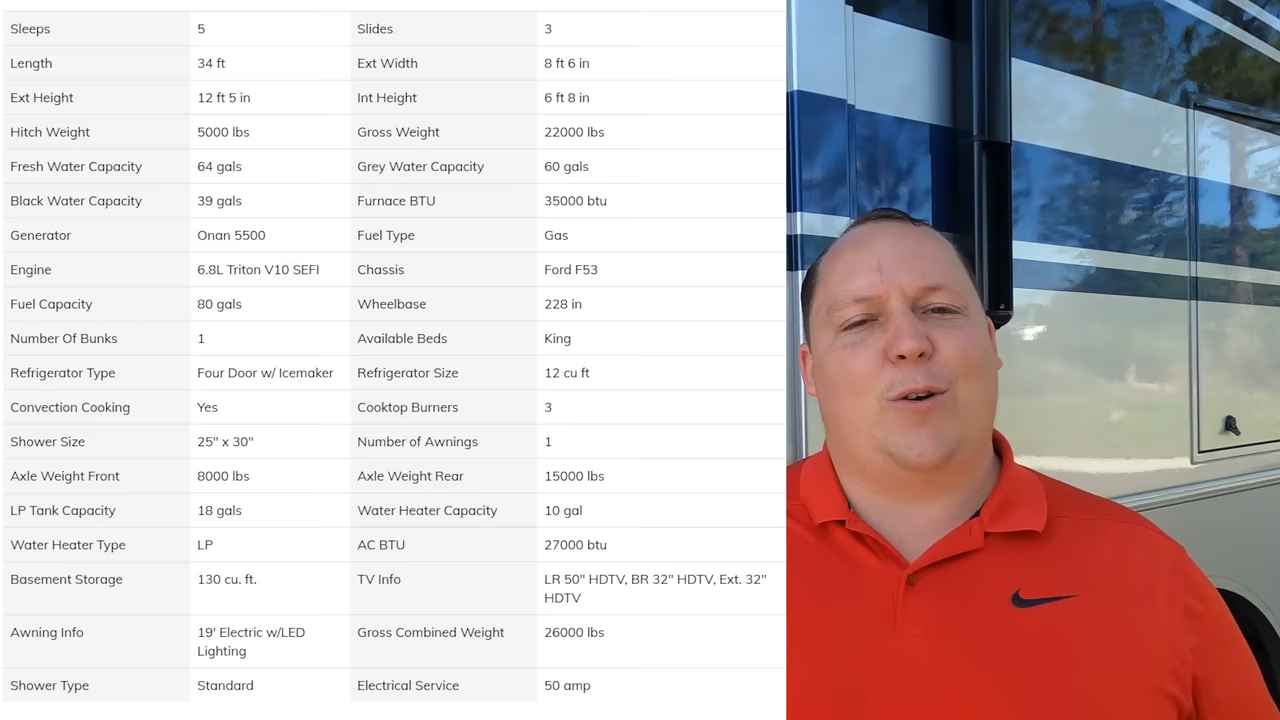 Sleeps 5 Slides 3
Length 34 ft Ext Width 8 ft 6 in
Ext Height 12 ft 5 in Int Height 6 ft 8 in
Hitch Weight 5000 lbs Gross Weight 22000 lbs
Fresh Water Capacity 64 gals Grey Water Capacity 60 gals
Black Water Capacity 39 gals Furnace BTU 35000 btu
Generator Onan 5500 Fuel Type Gas
Engine 6.8L Triton V10 SEFI Chassis Ford F53
Fuel Capacity 80 gals Wheelbase 228 in
Number Of Bunks 1 Available Beds King
Refrigerator Type Four Door w/ Icemaker Refrigerator Size 12 cu ft
Convection Cooking Yes Cooktop Burners 3
Shower Size 25" x 30" Number of Awnings 1
Axle Weight Front 8000 lbs Axle Weight Rear 15000 lbs
LP Tank Capacity 18 gals Water Heater Capacity 10 gal
Water Heater Type LP AC BTU 27000 btu
Basement Storage 130 cu. ft. TV Info LR 50" HDTV, BR 32" HDTV, Ext. 32"
HDTV
Awning Info 19' Electric w/LED Gross Combined Weight 26000 lbs
Lighting
Shower Type Standard Electrical Service 50 amp